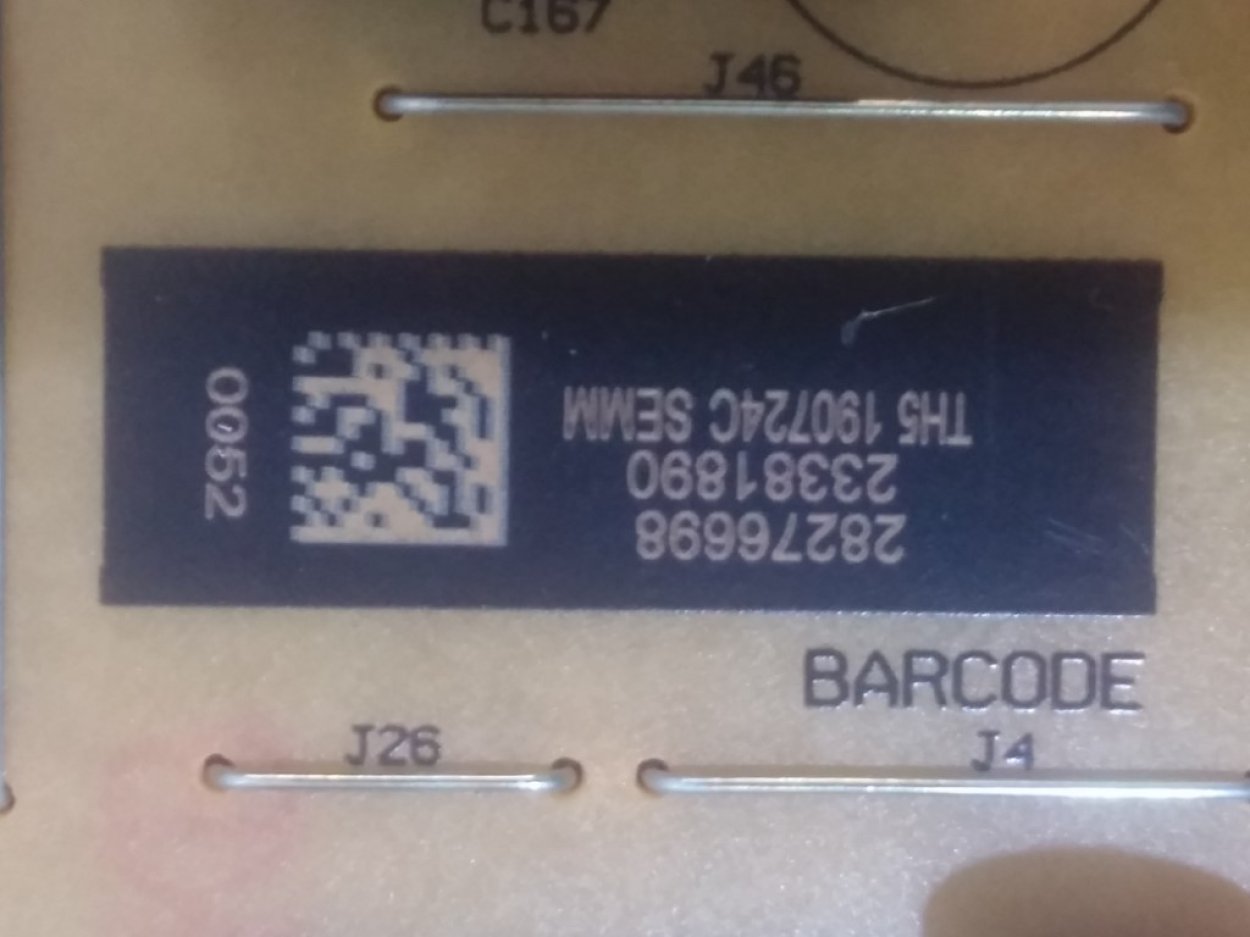 C167
J46
28276698
23381890
TH5 190724C SEMM
0052
BARCODE
J26
J4